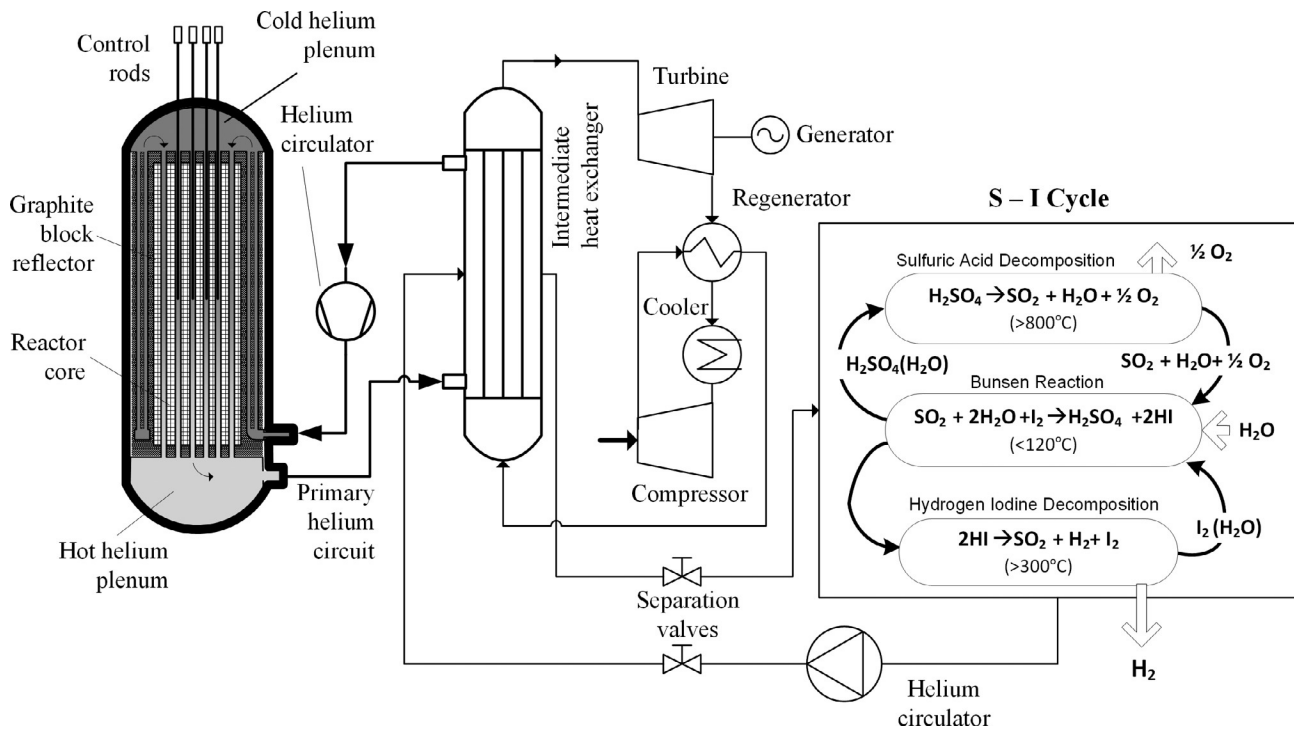 Control
rods
Cold helium
plenum
Helium
circulator
Graphite
block
reflector
Reactor
core
Hot helium
plenum
Primary
helium
circuit
Intermediate
heat exchanger
Turbine
Generator
Regenerator
Cooler
Compressor
Separation
valves
Helium
circulator
S – I Cycle
Sulfuric Acid Decomposition
½ O₂
H₂SO₄→SO₂ + H₂O+ ½ O₂
(>800°C)
H₂SO₄(H₂O)
SO₂ + H₂O+ ½ O₂
Bunsen Reaction
SO₂ + 2H₂O+I₂→H₂SO₄ +2HI
(<120°C)
H₂O
Hydrogen Iodine Decomposition
2HI →SO₂ + H₂+ I₂
(>300°C)
I₂ (H₂O)
H₂